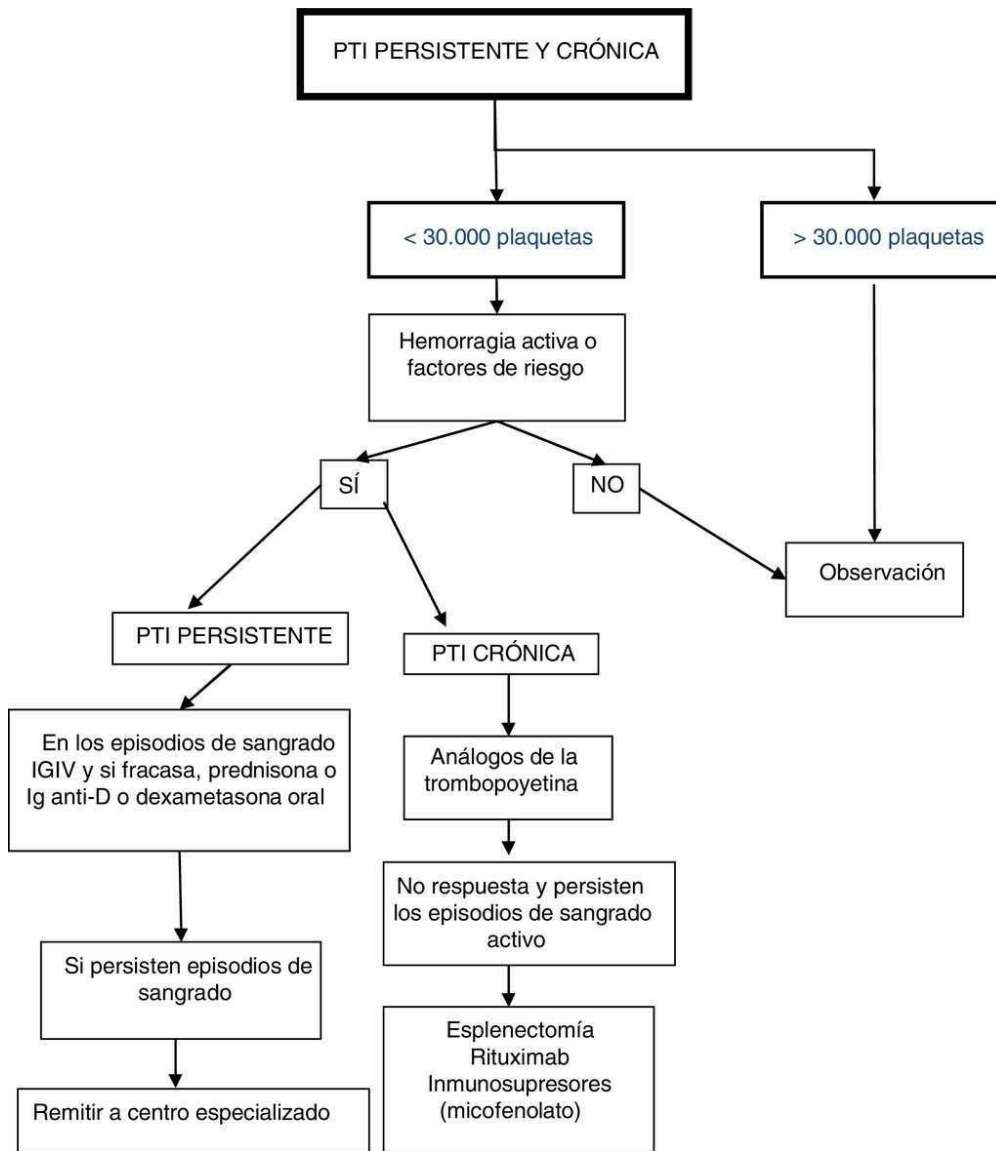 PTI PERSISTENTE Y CRÓNICA
< 30.000 plaquetas
> 30.000 plaquetas
Hemorragia activa o
factores de riesgo
SÍ
NO
Observación
PTI PERSISTENTE
PTI CRÓNICA
En los episodios de sangrado
IGIV y si fracasa, prednisona o
Ig anti-D o dexametasona oral
Análogos de la
trombopoyetina
No respuesta y persisten
los episodios de sangrado
activo
Si persisten episodios de
sangrado
Esplenectomía
Rituximab
Inmunosupresores
(micofenolato)
Remitir a centro especializado